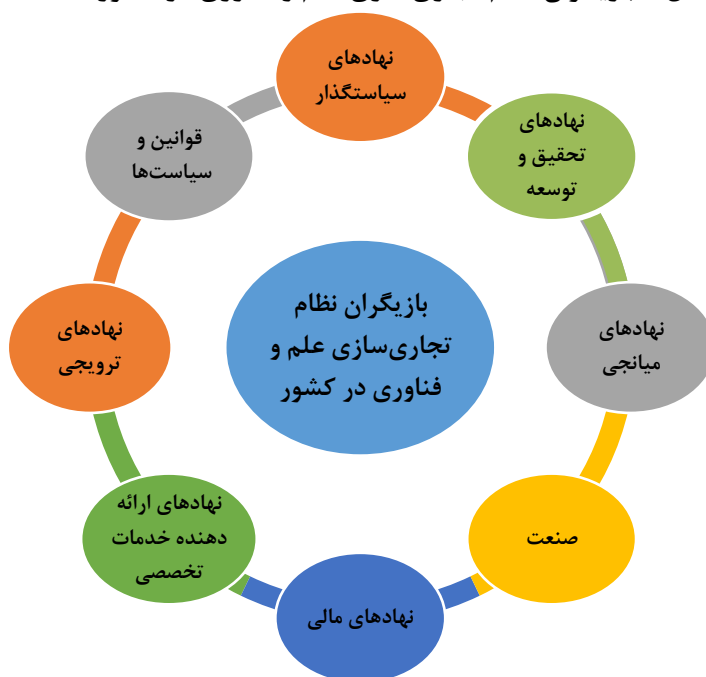 نهادهای
سیاستگذار
نهادهای
تحقیق و
توسعه
نهادهای
میانجی
صنعت
نهادهای مالی
نهادهای ارائه
دهنده خدمات
تخصصی
نهادهای
ترویجی
قوانین و
سیاست‌ها
بازیگران نظام
تجاری‌سازی علم و
فناوری در کشور